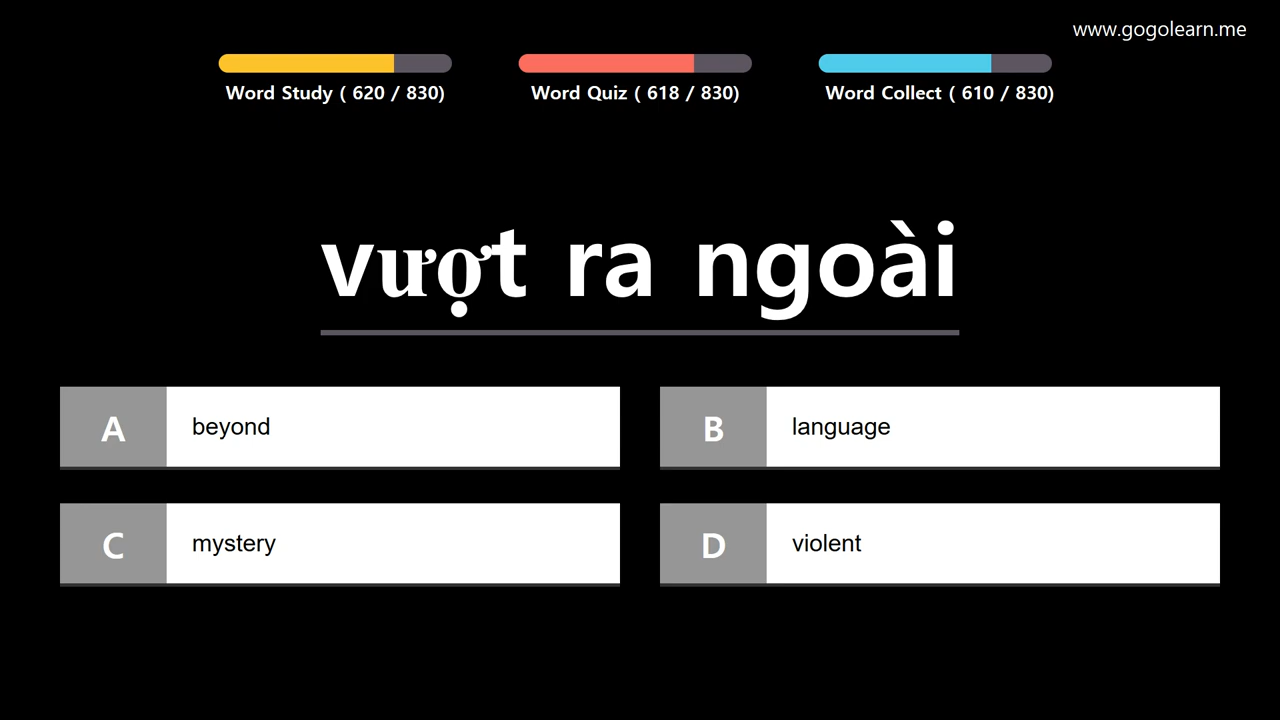 www.gogolearn.me
Word Study ( 620 / 830)
Word Quiz ( 618 / 830)
Word Collect ( 610 / 830)
vượt ra ngoài
A beyond
B language
C mystery
D violent